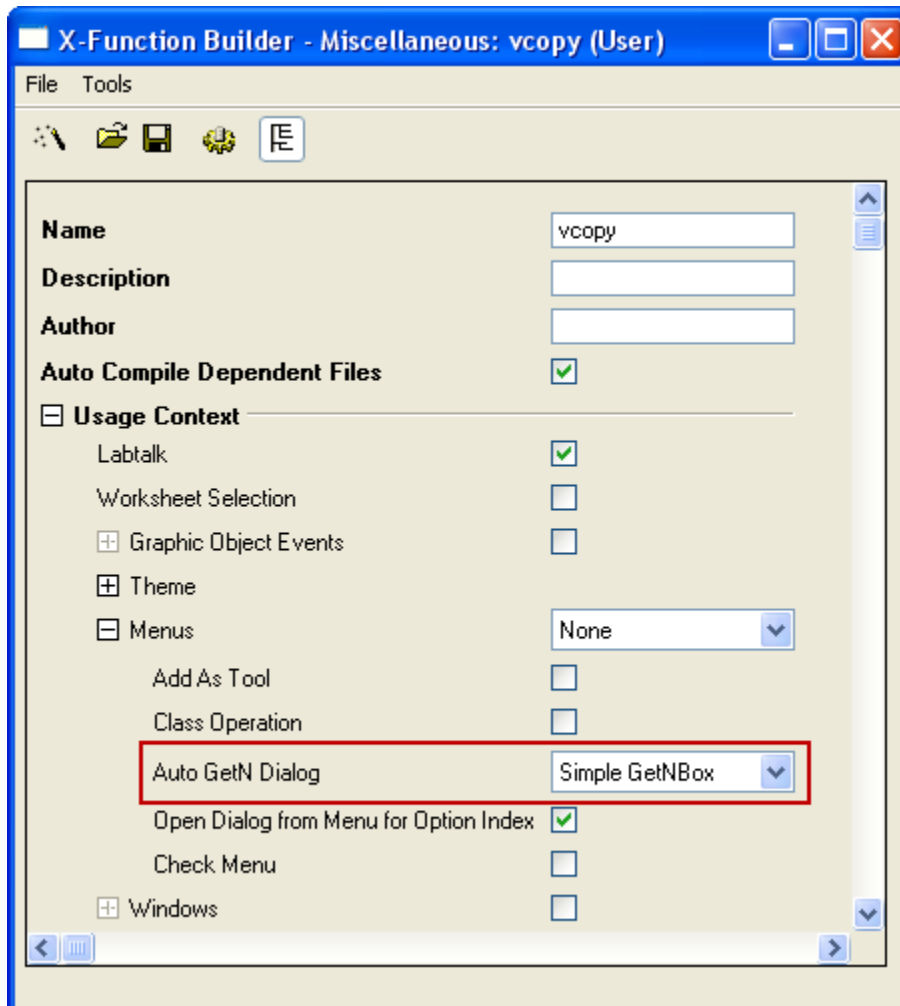 X-Function Builder - Miscellaneous: vcopy (User)
File Tools
Name vcopy
Description
Author
Auto Compile Dependent Files
Usage Context
Labtalk
Worksheet Selection
Graphic Object Events
Theme
Menus None
Add As Tool
Class Operation
Auto GetN Dialog Simple GetNBox
Open Dialog from Menu for Option Index
Check Menu
Windows